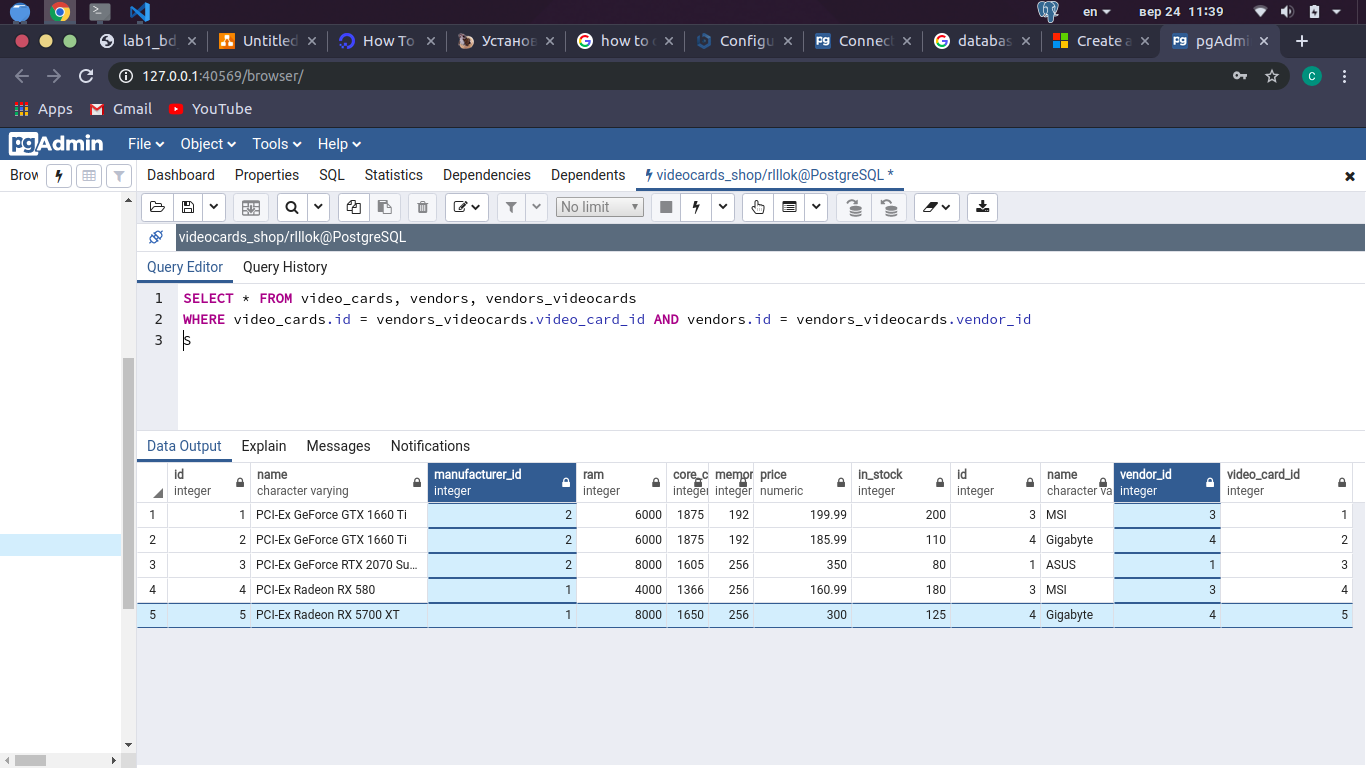 en вер 24 11:39
lab1_bd Untitled How To Установ how to c Configu Connect databas Create a pgAdmi
127.0.0.1:40569/browser/ C
Apps Gmail YouTube
pgAdmin File Object Tools Help
Brow Dashboard Properties SQL Statistics Dependencies Dependents videocards_shop/rlllok@PostgreSQL *
No limit
videocards_shop/rlllok@PostgreSQL
Query Editor Query History
1 SELECT * FROM video_cards, vendors, vendors_videocards
2 WHERE video_cards.id = vendors_videocards.video_card_id AND vendors.id = vendors_videocards.vendor_id
3 S
Data Output Explain Messages Notifications
id name manufacturer_id ram core_c memor price in_stock id name vendor_id video_card_id
integer character varying integer integer integer integer numeric integer integer character va integer integer
1 1 PCI-Ex GeForce GTX 1660 Ti 2 6000 1875 192 199.99 200 3 MSI 3 1
2 2 PCI-Ex GeForce GTX 1660 Ti 2 6000 1875 192 185.99 110 4 Gigabyte 4 2
3 3 PCI-Ex GeForce RTX 2070 Su... 2 8000 1605 256 350 80 1 ASUS 1 3
4 4 PCI-Ex Radeon RX 580 1 4000 1366 256 160.99 180 3 MSI 3 4
5 5 PCI-Ex Radeon RX 5700 XT 1 8000 1650 256 300 125 4 Gigabyte 4 5